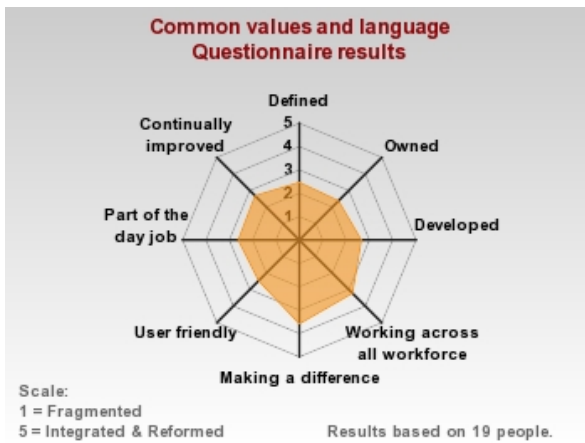 Common values and language
Questionnaire results
Defined
5
4
3
2
1
Continually
improved
Owned
Part of the
day job
Developed
User friendly
Working across
all workforce
Making a difference
Scale:
1 = Fragmented
5 = Integrated & Reformed
Results based on 19 people.